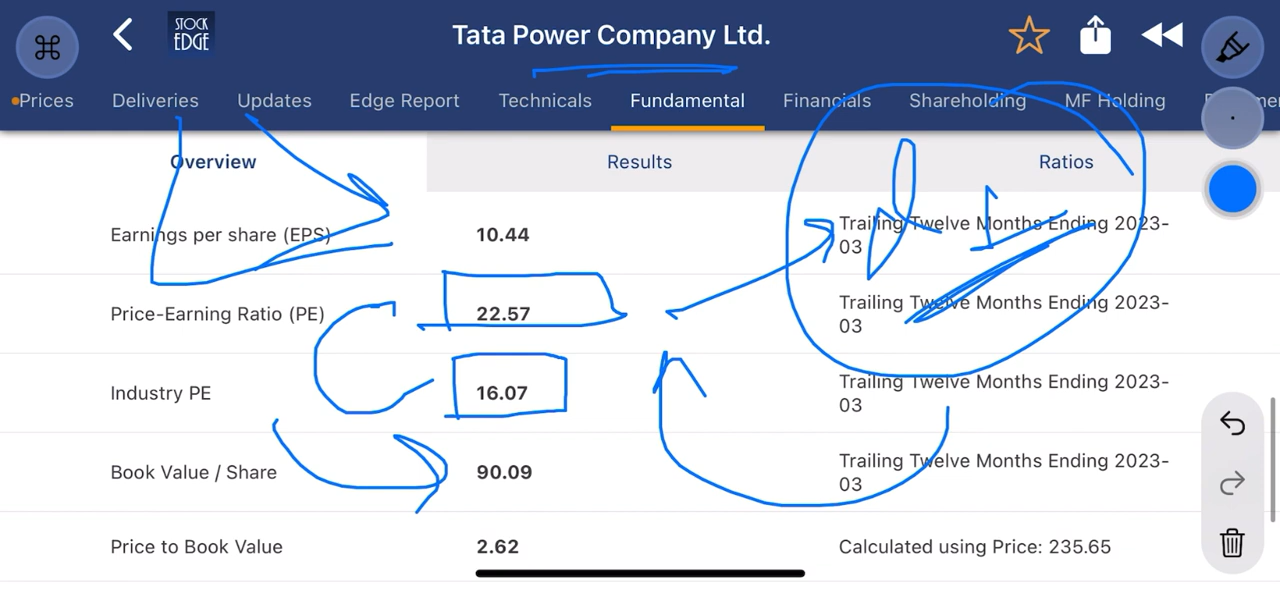 STOCK
EDGE
Tata Power Company Ltd.
Prices Deliveries Updates Edge Report Technicals Fundamental Financials Shareholding MF Holding
Overview Results Ratios
Earnings per share (EPS) 10.44 Trailing Twelve Months Ending 2023-
03
Price-Earning Ratio (PE) 22.57 Trailing Twelve Months Ending 2023-
03
Industry PE 16.07 Trailing Twelve Months Ending 2023-
03
Book Value / Share 90.09 Trailing Twelve Months Ending 2023-
03
Price to Book Value 2.62 Calculated using Price: 235.65